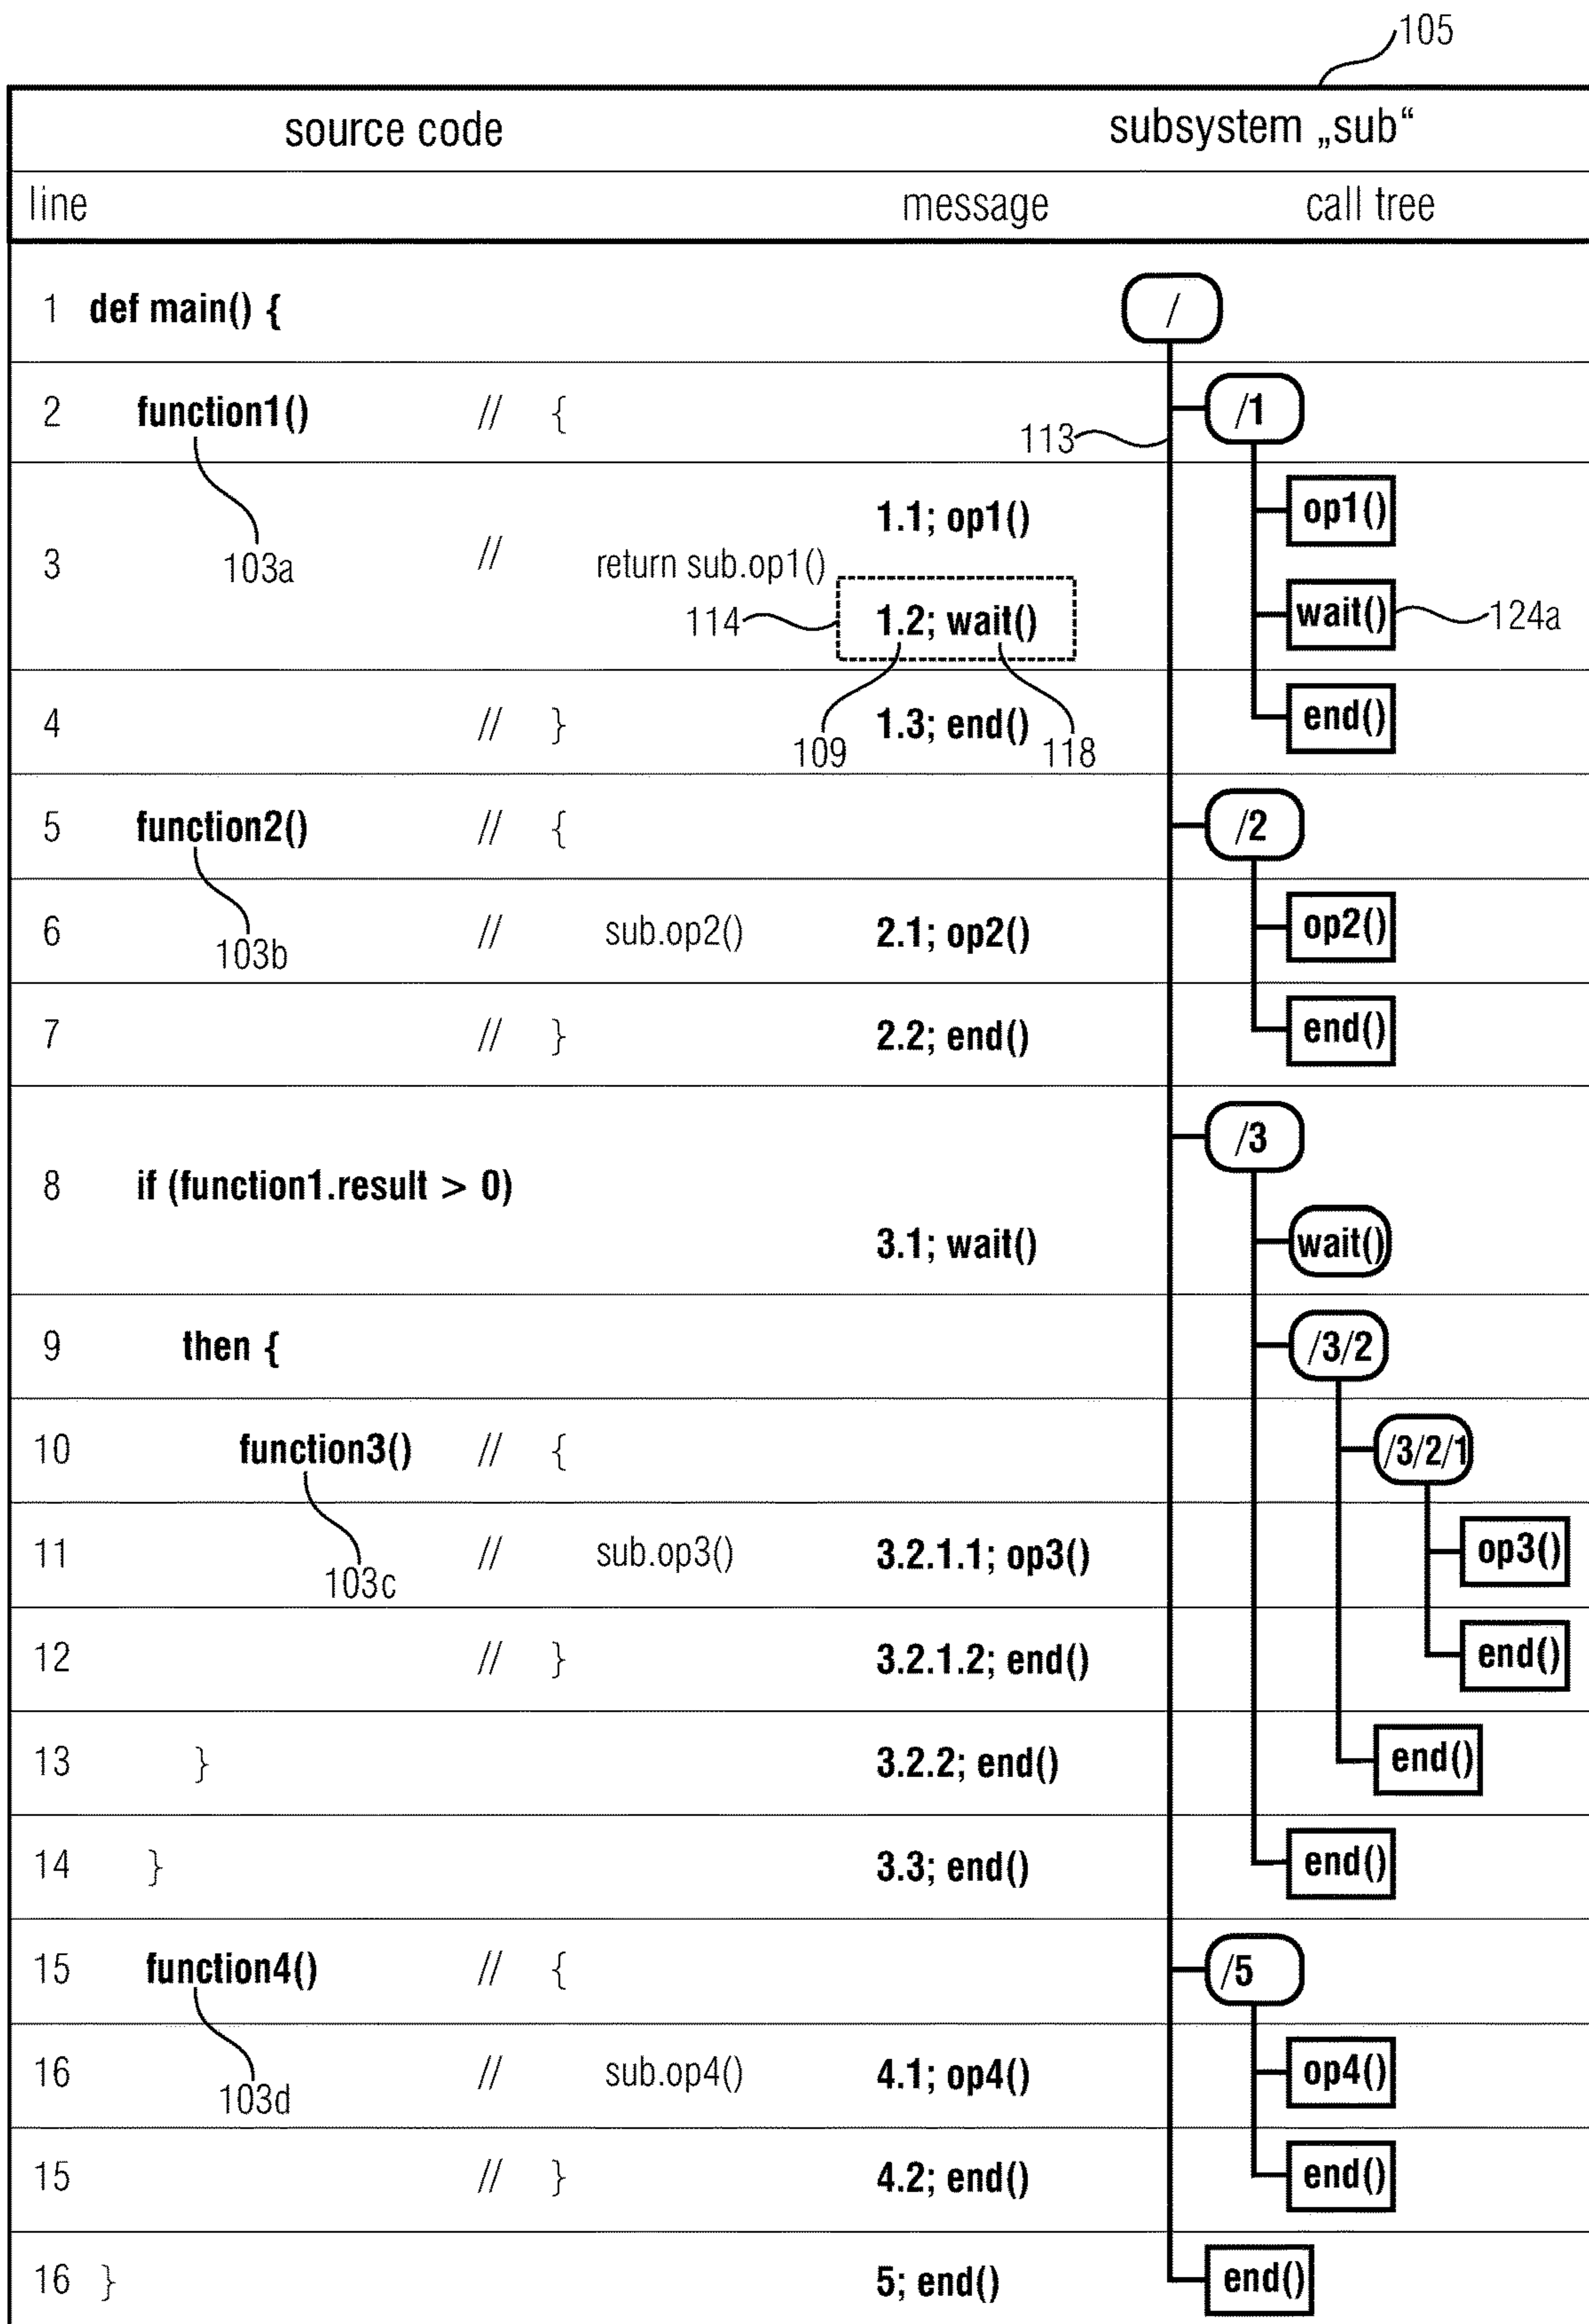 105
source code subsystem „sub“
line message call tree
1 def main() { /
2 function1() // { /1
113
1.1; op1() op1()
3 103a // return sub.op1()
114 1.2; wait() wait() 124a
4 // } 1.3; end() end()
109 118
5 function2() // { /2
6 // sub.op2() 2.1; op2() op2()
103b
7 // } 2.2; end() end()
/3
8 if (function1.result > 0)
3.1; wait() wait()
9 then { /3/2
10 function3() // { /3/2/1
11 // sub.op3() 3.2.1.1; op3() op3()
103c
12 // } 3.2.1.2; end() end()
13 } 3.2.2; end() end()
14 } 3.3; end() end()
15 function4() // { /5
16 // sub.op4() 4.1; op4() op4()
103d
15 // } 4.2; end() end()
16 } 5; end() end()